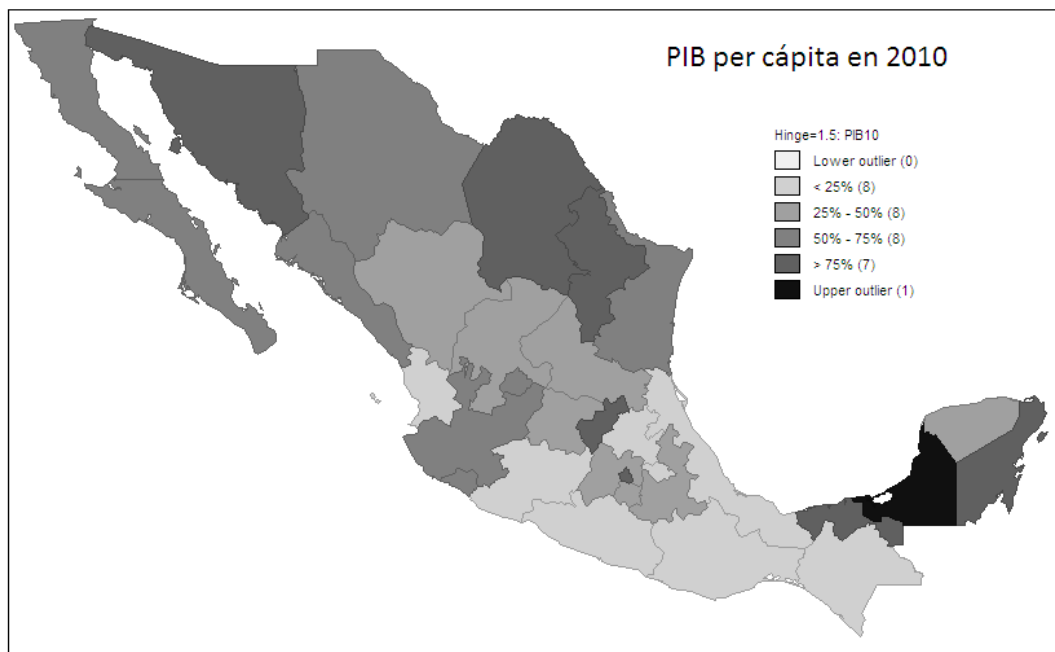 PIB per cápita en 2010
Hinge=1.5: PIB10
Lower outlier (0)
< 25% (8)
25% - 50% (8)
50% - 75% (8)
> 75% (7)
Upper outlier (1)